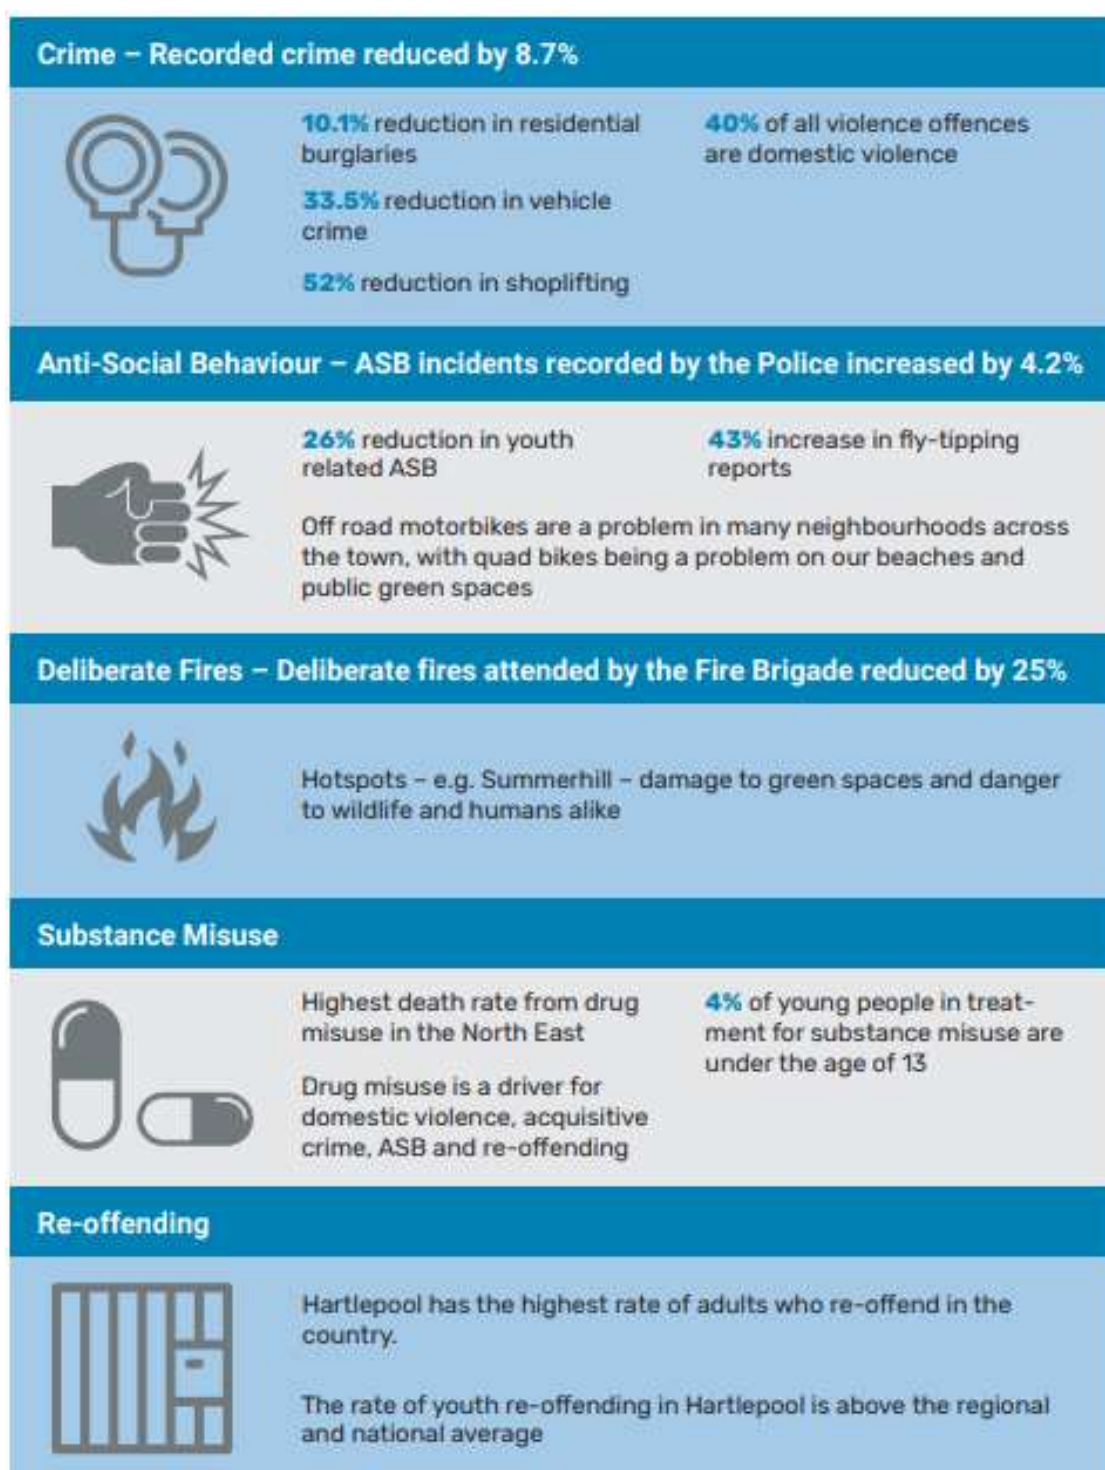 Crime – Recorded crime reduced by 8.7%
10.1% reduction in residential
burglaries
33.5% reduction in vehicle
crime
52% reduction in shoplifting
40% of all violence offences
are domestic violence
Anti-Social Behaviour – ASB incidents recorded by the Police increased by 4.2%
26% reduction in youth
related ASB
43% increase in fly-tipping
reports
Off road motorbikes are a problem in many neighbourhoods across
the town, with quad bikes being a problem on our beaches and
public green spaces
Deliberate Fires – Deliberate fires attended by the Fire Brigade reduced by 25%
Hotspots – e.g. Summerhill – damage to green spaces and danger
to wildlife and humans alike
Substance Misuse
Highest death rate from drug
misuse in the North East
Drug misuse is a driver for
domestic violence, acquisitive
crime, ASB and re-offending
4% of young people in treat-
ment for substance misuse are
under the age of 13
Re-offending
Hartlepool has the highest rate of adults who re-offend in the
country.
The rate of youth re-offending in Hartlepool is above the regional
and national average